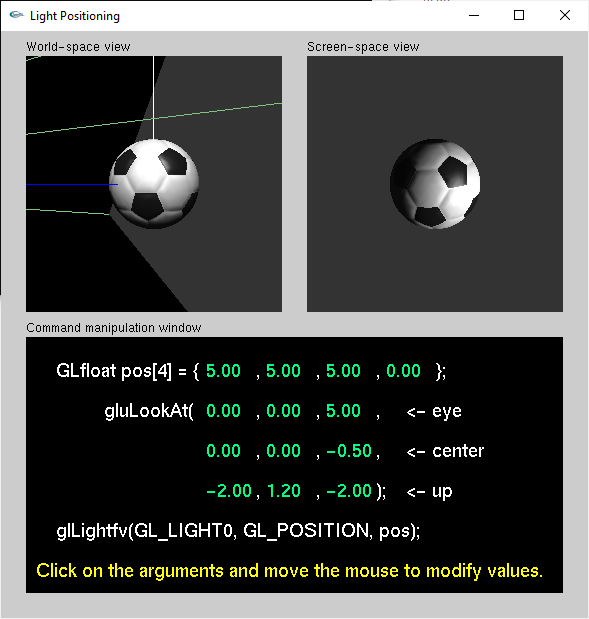 Light Positioning
World-space view
Screen-space view
Command manipulation window
GLfloat pos[4] = { 5.00 , 5.00 , 5.00 , 0.00 };
gluLookAt( 0.00 , 0.00 , 5.00 , <- eye
0.00 , 0.00 , -0.50 , <- center
-2.00 , 1.20 , -2.00 ); <- up
glLightfv(GL_LIGHT0, GL_POSITION, pos);
Click on the arguments and move the mouse to modify values.